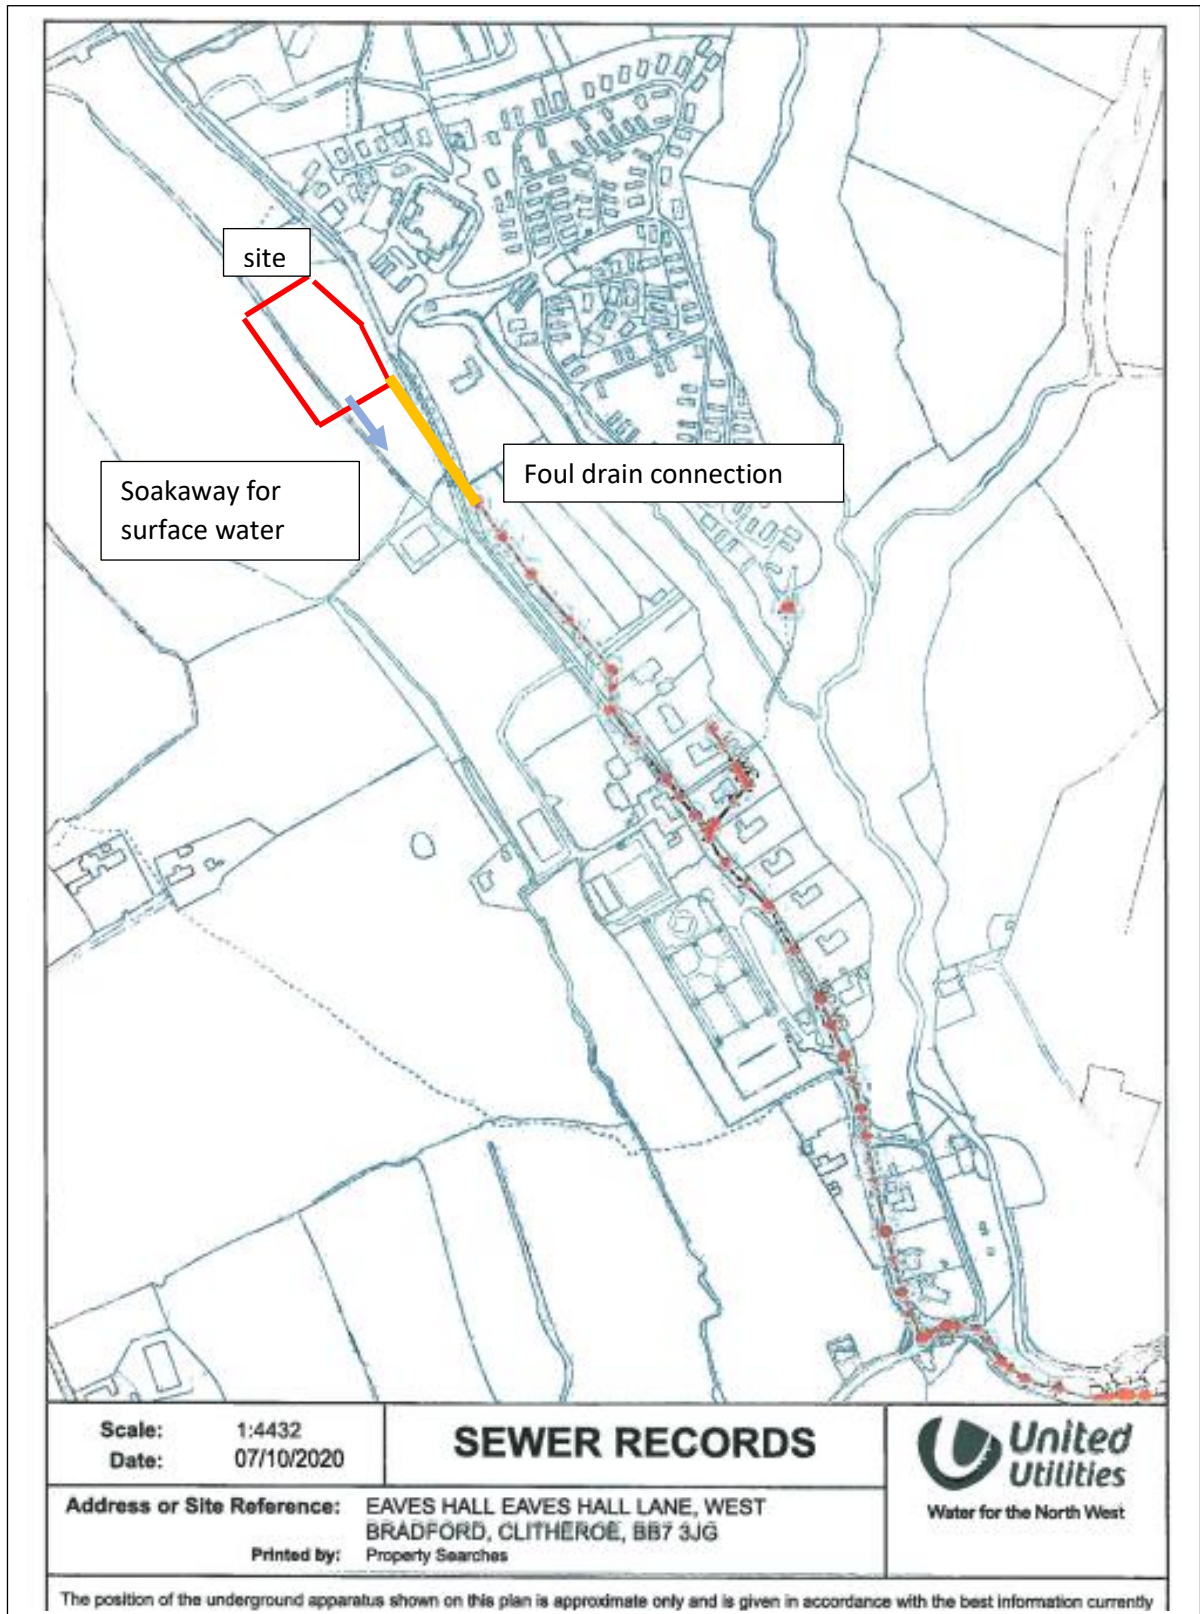 site
Foul drain connection
Soakaway for
surface water
Scale: 1:4432
Date: 07/10/2020
SEWER RECORDS
United
Utilities
Water for the North West
Address or Site Reference: EAVES HALL EAVES HALL LANE, WEST
BRADFORD, CLITHEROE, BB7 3JG
Printed by: Property Searches
The position of the underground apparatus shown on this plan is approximate only and is given in accordance with the best information currently